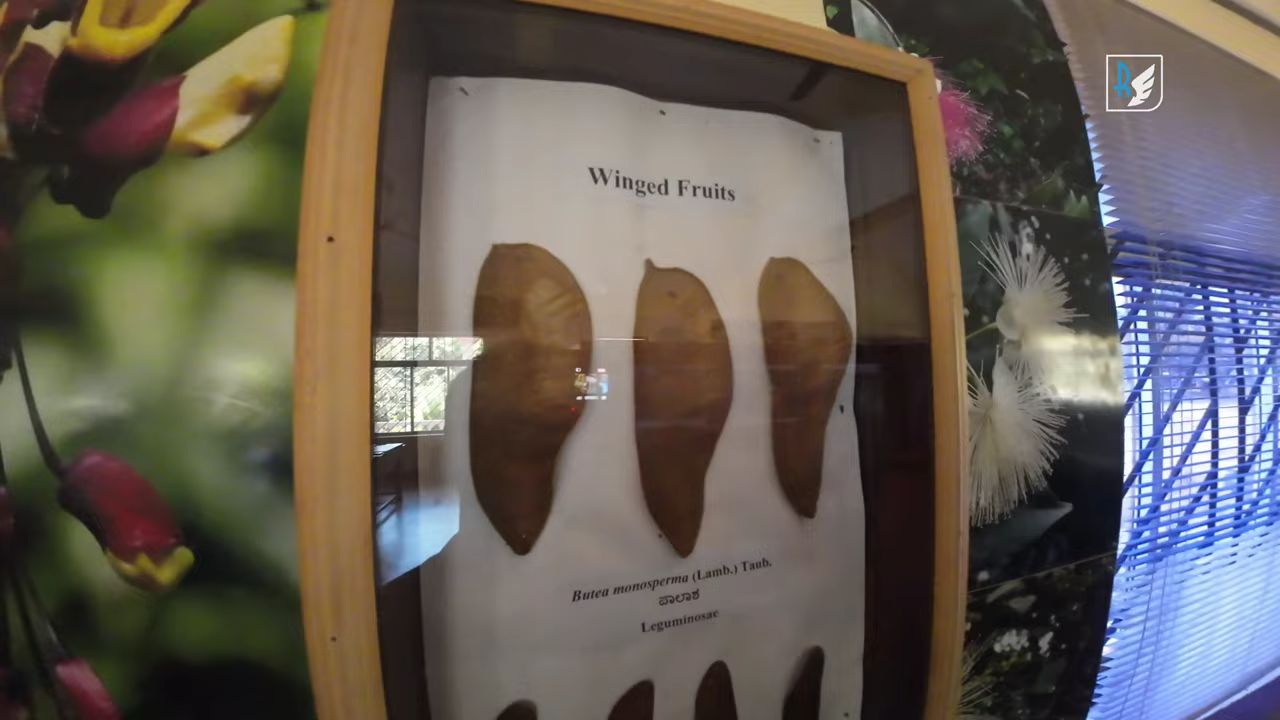 Winged Fruits
Butea monosperma (Lamb.) Taub.
ಪಾಲಾಶ
Leguminosae